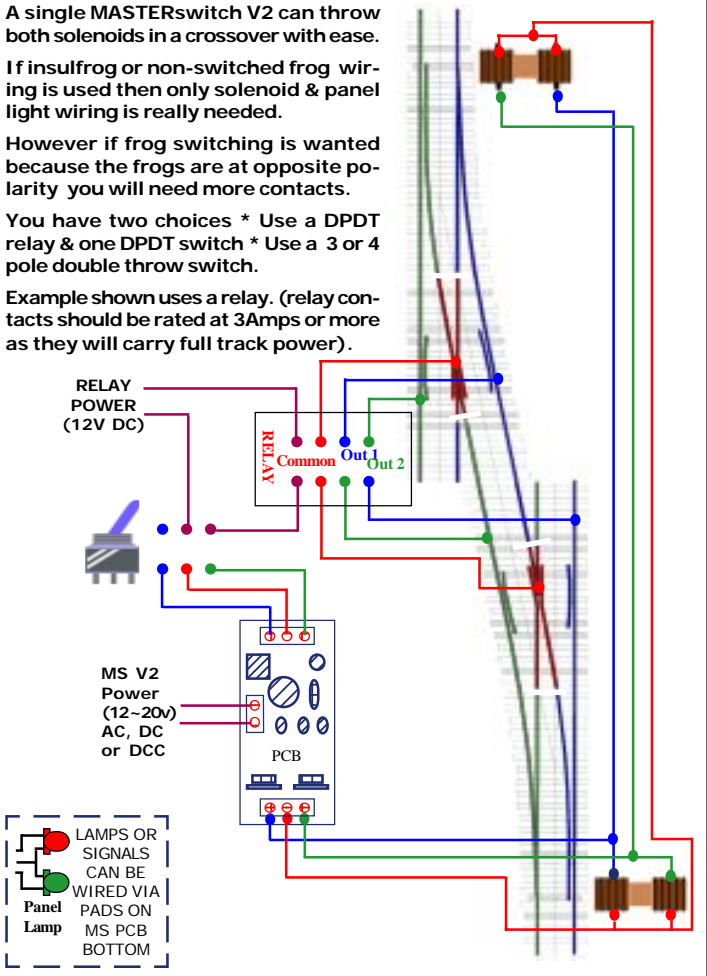 A single MASTERswitch V2 can throw
both solenoids in a crossover with ease.
If insulfrog or non-switched frog wir-
ing is used then only solenoid & panel
light wiring is really needed.
However if frog switching is wanted
because the frogs are at opposite po-
larity you will need more contacts.
You have two choices * Use a DPDT
relay & one DPDT switch * Use a 3 or 4
pole double throw switch.
Example shown uses a relay. (relay con-
tacts should be rated at 3Amps or more
as they will carry full track power).
RELAY
POWER
(12V DC)
RELAY
Common
Out 1
Out 2
MS V2
Power
(12~20v)
AC, DC
or DCC
PCB
LAMPS OR
SIGNALS
CAN BE
WIRED VIA
PADS ON
MS PCB
BOTTOM
Panel
Lamp